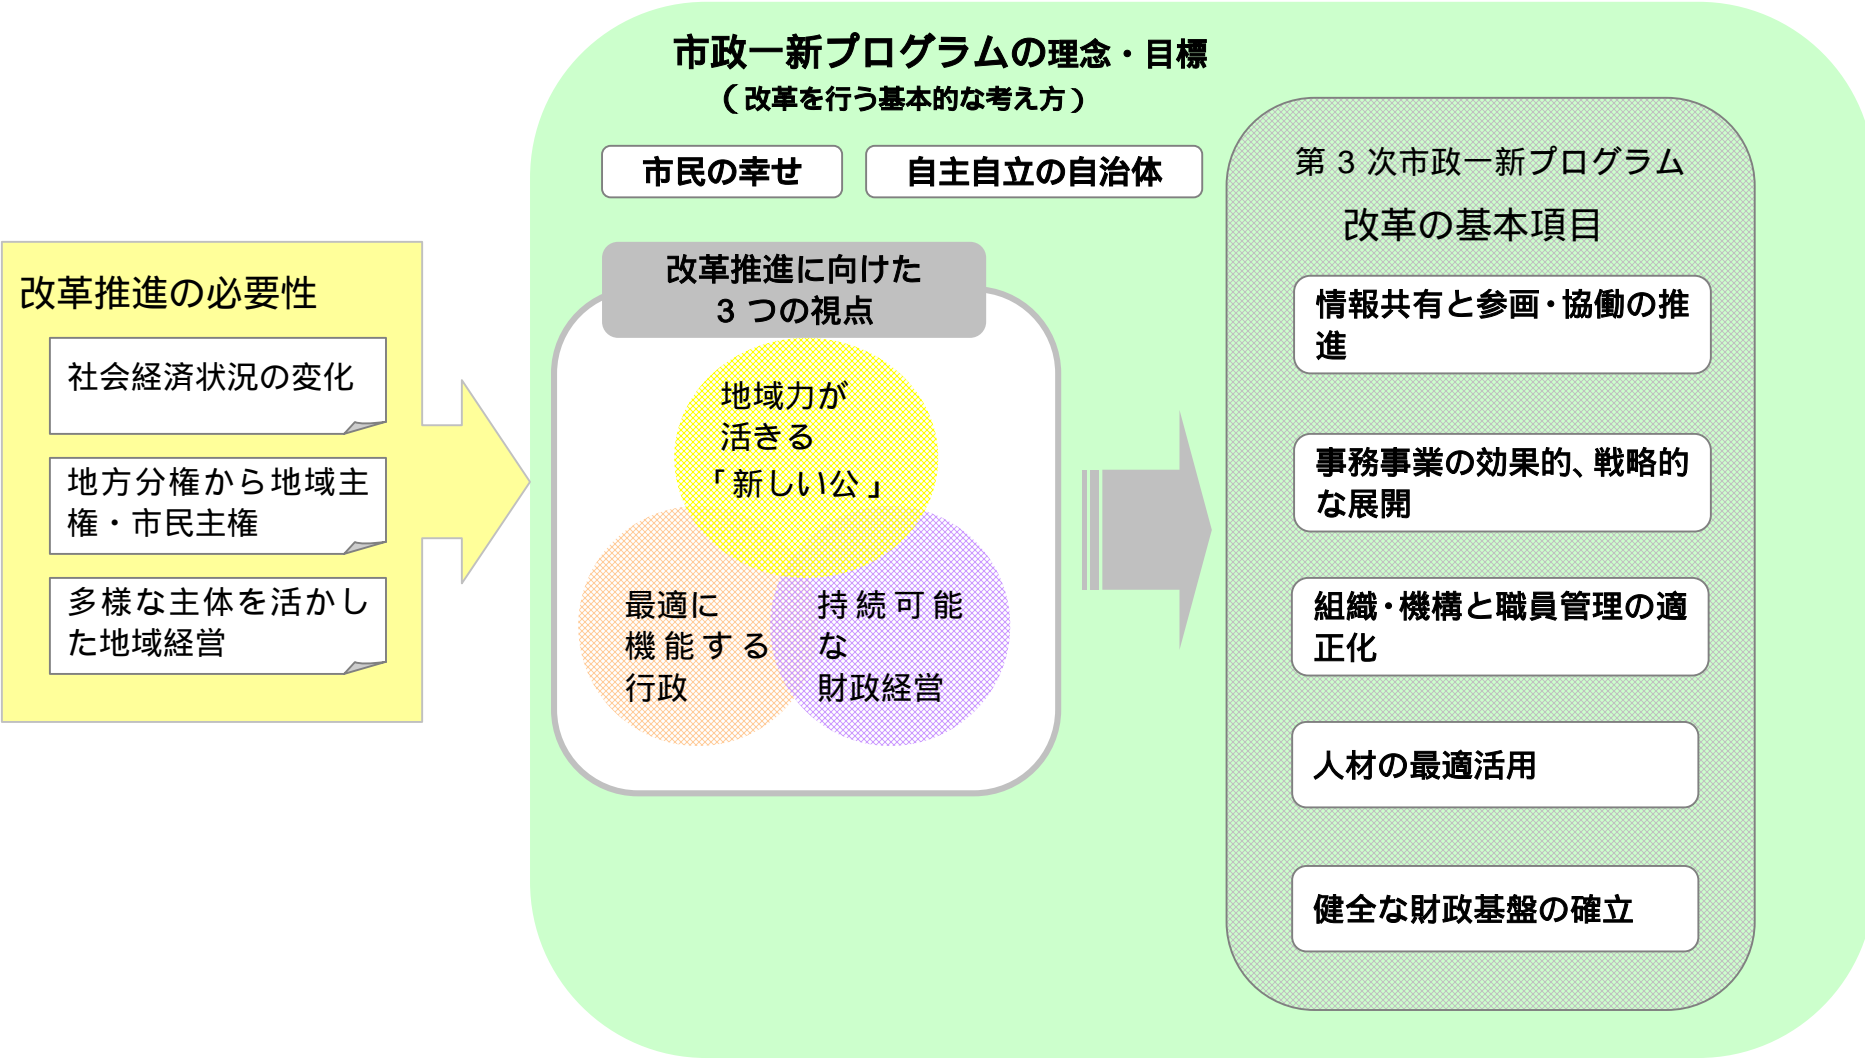 市政一新プログラムの理念・目標
（改革を行う基本的な考え方）
市民の幸せ
自主自立の自治体
改革推進の必要性
社会経済状況の変化
地方分権から地域主
権・市民主権
多様な主体を活かし
た地域経営
改革推進に向けた
3 つの視点
地域力が
活きる
「新しい公」
最適に
機能する
行政
持続可能
な
財政経営
第 3 次市政一新プログラム
改革の基本項目
情報共有と参画・協働の推
進
事務事業の効果的、戦略的
な展開
組織・機構と職員管理の適
正化
人材の最適活用
健全な財政基盤の確立